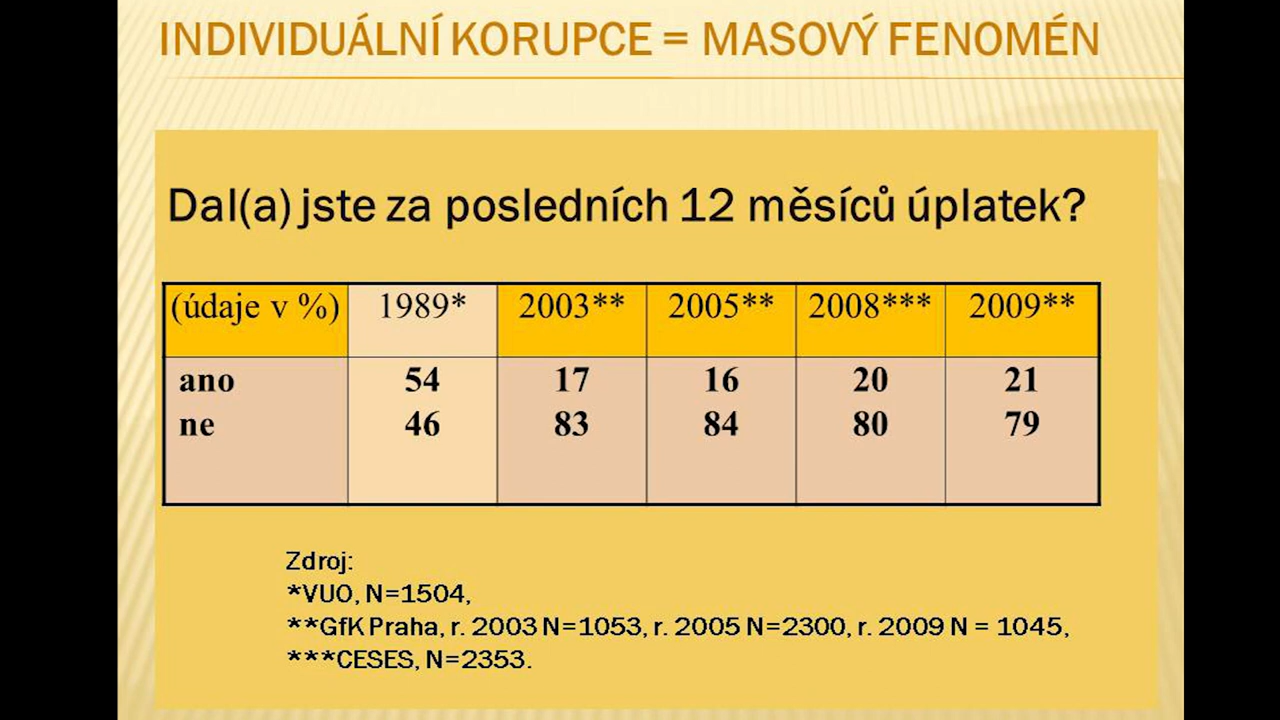 INDIVIDUÁLNÍ KORUPCE = MASOVÝ FENOMÉN
Dal(a) jste za posledních 12 měsíců úplatek?
(údaje v %) 1989* 2003** 2005** 2008*** 2009**
ano 54 17 16 20 21
ne 46 83 84 80 79
Zdroj:
*VUO, N=1504,
**GfK Praha, r. 2003 N=1053, r. 2005 N=2300, r. 2009 N = 1045,
***CESES, N=2353.